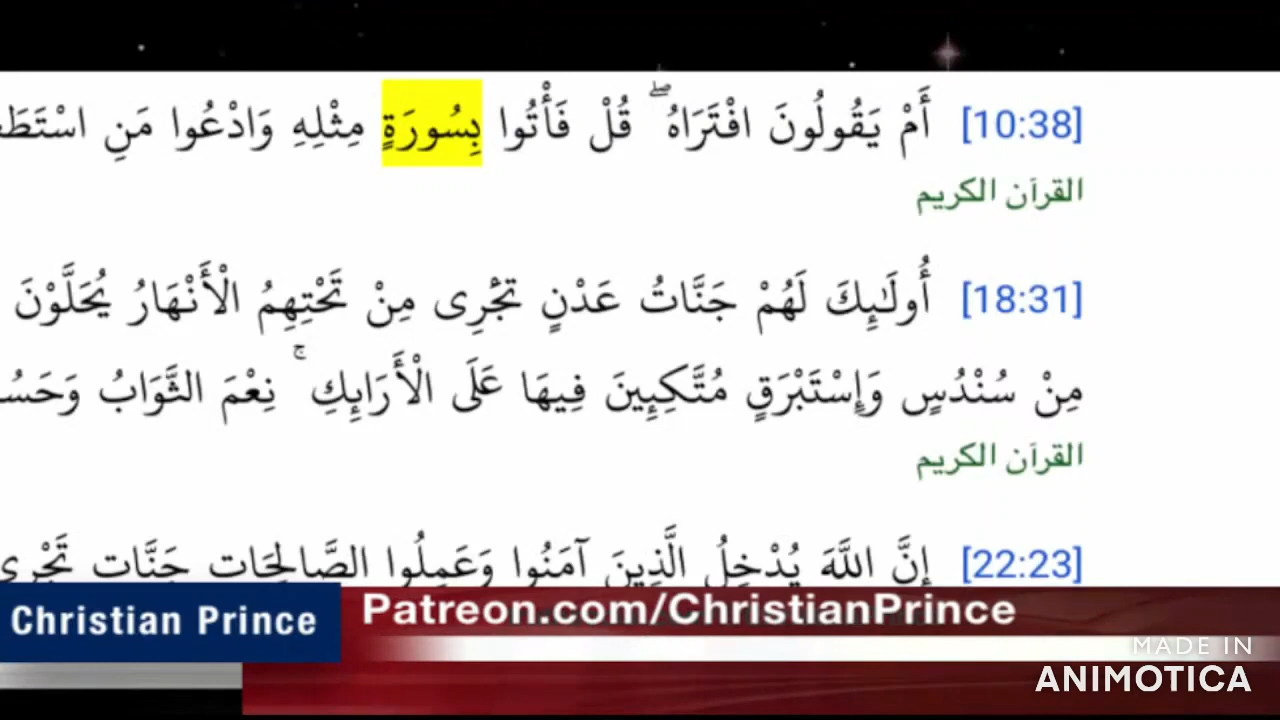 [10:38] أَمْ يَقُولُونَ افْتَرَاهُ ۖ قُلْ فَأْتُوا بِسُورَةٍ مِثْلِهِ وَادْعُوا مَنِ
القرآن الكريم
[18:31] أُولَٰئِكَ لَهُمْ جَنَّاتُ عَدْنٍ تَجْرِى مِنْ تَحْتِهِمُ الْأَنْهَارُ يُحَلَّوْنَ
مِنْ سُنْدُسٍ وَإِسْتَبْرَقٍ مُتَّكِئِينَ فِيهَا عَلَى الْأَرَائِكِ ۚ نِعْمَ الثَّوَابُ
القرآن الكريم
[22:23] إِنَّ اللَّهَ يُدْخِلُ الَّذِينَ آمَنُوا وَعَمِلُوا الصَّالِحَاتِ جَنَّاتٍ تَجْرِى
Christian Prince
Patreon.com/ChristianPrince
MADE IN
ANIMOTICA